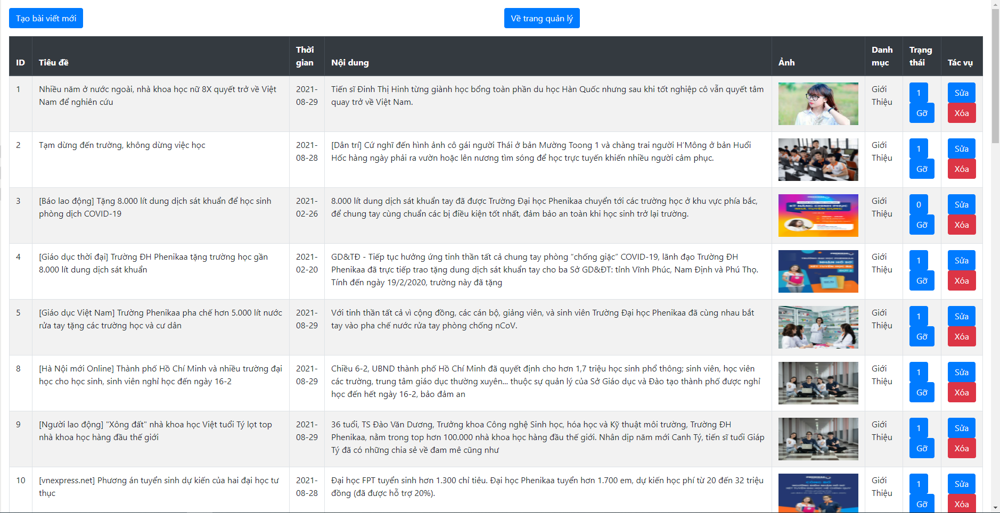 Tạo bài viết mới
Về trang quản lý
ID
Tiêu đề
Thời
gian
Nội dung
Ảnh
Danh
mục
Trạng
thái
Tác vụ
1
Nhiều năm ở nước ngoài, nhà khoa học nữ 8X quyết trở về Việt
Nam để nghiên cứu
2021-
08-29
Tiến sĩ Đinh Thị Hinh từng giành học bổng toàn phần du học Hàn Quốc nhưng sau khi tốt nghiệp cô vẫn quyết tâm
quay trở về Việt Nam.
Giới
Thiệu
1
Gỡ
Sửa
Xóa
2
Tạm dừng đến trường, không dừng việc học
2021-
08-28
[Dân trí] Cứ nghĩ đến hình ảnh cô gái người Thái ở bản Mường Toong 1 và chàng trai người H’Mông ở bản Huổi
Hốc hàng ngày phải ra vườn hoặc lên nương tìm sóng để học trực tuyến khiến nhiều người cảm phục.
Giới
Thiệu
1
Gỡ
Sửa
Xóa
3
[Báo lao động] Tặng 8.000 lít dung dịch sát khuẩn để học sinh
phòng dịch COVID-19
2021-
02-26
8.000 lít dung dịch sát khuẩn tay đã được Trường Đại học Phenikaa chuyển tới các trường học ở khu vực phía bắc,
để chung tay cùng chuẩn các bị điều kiện tốt nhất, đảm bảo an toàn khi học sinh trở lại trường.
KỸ NĂNG CHINH PHỤC
NHÀ TUYỂN DỤNG
Giới
Thiệu
0
Gỡ
Sửa
Xóa
4
[Giáo dục thời đại] Trường ĐH Phenikaa tặng trường học gần
8.000 lít dung dịch sát khuẩn
2021-
02-20
GD&TĐ - Tiếp tục hưởng ứng tinh thần tất cả chung tay phòng “chống giặc” COVID-19, lãnh đạo Trường ĐH
Phenikaa đã trực tiếp trao tặng dung dịch sát khuẩn tay cho ba Sở GD&ĐT: tỉnh Vĩnh Phúc, Nam Định và Phú Thọ.
Tính đến ngày 19/2/2020, trường này đã tặng
TRƯỜNG ĐẠI HỌC PHENIKAA
NHẬN HỒ SƠ
XÉT TUYỂN HỌC BẠ
Giới
Thiệu
1
Gỡ
Sửa
Xóa
5
[Giáo dục Việt Nam] Trường Phenikaa pha chế hơn 5.000 lít nước
rửa tay tặng các trường học và cư dân
2021-
08-29
Với tinh thần tất cả vì cộng đồng, các cán bộ, giảng viên, và sinh viên Trường Đại học Phenikaa đã cùng nhau bắt
tay vào pha chế nước rửa tay phòng chống nCoV.
Giới
Thiệu
1
Gỡ
Sửa
Xóa
8
[Hà Nội mới Online] Thành phố Hồ Chí Minh và nhiều trường đại
học cho học sinh, sinh viên nghỉ học đến ngày 16-2
2021-
08-29
Chiều 6-2, UBND thành phố Hồ Chí Minh đã quyết định cho hơn 1,7 triệu học sinh phổ thông; sinh viên, học viên
các trường, trung tâm giáo dục thường xuyên... thuộc sự quản lý của Sở Giáo dục và Đào tạo thành phố được nghỉ
học đến hết ngày 16-2, bảo đảm an
Giới
Thiệu
1
Gỡ
Sửa
Xóa
9
[Người lao động] "Xông đất" nhà khoa học Việt tuổi Tý lọt top
nhà khoa học hàng đầu thế giới
2021-
08-29
36 tuổi, TS Đào Văn Dương, Trưởng khoa Công nghệ Sinh học, hóa học và Kỹ thuật môi trường, Trường ĐH
Phenikaa, nằm trong top hơn 100.000 nhà khoa học hàng đầu thế giới. Nhân dịp năm mới Canh Tý, tiến sĩ tuổi Giáp
Tý đã có những chia sẻ về đam mê cũng như
Giới
Thiệu
1
Gỡ
Sửa
Xóa
10
[vnexpress.net] Phương án tuyển sinh dự kiến của hai đại học tư
thục
2021-
08-28
Đại học FPT tuyển sinh hơn 1.300 chỉ tiêu. Đại học Phenikaa tuyển hơn 1.700 em, dự kiến học phí từ 20 đến 32 triệu
đồng (đã được hỗ trợ 20%).
CÔNG BỐ
Giới
Thiệu
1
Gỡ
Sửa
Xóa